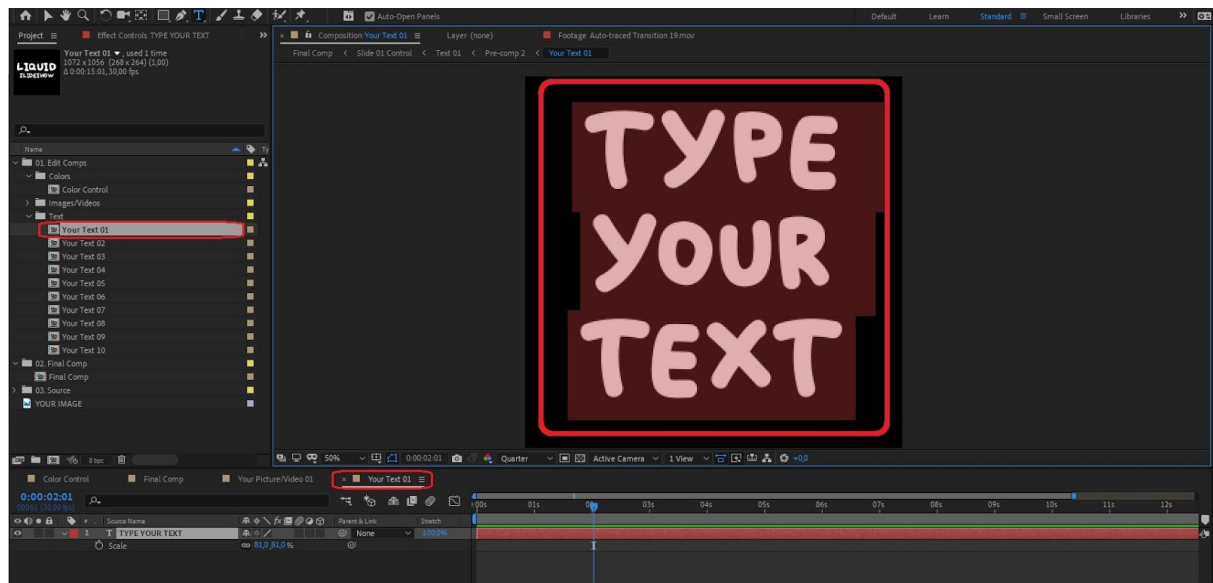 Auto-Open Panels
Default
Learn
Standard
Small Screen
Libraries
Project
Effect Controls TYPE YOUR TEXT
Composition Your Text 01
Layer (none)
Footage Auto-traced Transition 19.mov
Final Comp
Slide 01 Control
Text 01
Pre-comp 2
Your Text 01
LIQUID
SLIDESHOW
Your Text 01 , used 1 time
1072 x 1056 (268 x 264) (1,00)
Δ 0:00:15:01, 30,00 fps
Name
Ty
01. Edit Comps
Colors
Color Control
Images/Videos
Text
Your Text 01
Your Text 02
Your Text 03
Your Text 04
Your Text 05
Your Text 06
Your Text 07
Your Text 08
Your Text 09
Your Text 10
02. Final Comp
Final Comp
03. Source
YOUR IMAGE
TYPE
YOUR
TEXT
8 bpc
50%
0:00:02:01
Quarter
Active Camera
1 View
+0,0
Color Control
Final Comp
Your Picture/Video 01
Your Text 01
0:00:02:01
00061 (30.00 fps)
:00s
01s
02s
03s
04s
05s
06s
07s
08s
09s
10s
11s
12s
#
Source Name
Parent & Link
Stretch
1
T
TYPE YOUR TEXT
None
100,0%
Scale
81,0,81,0%